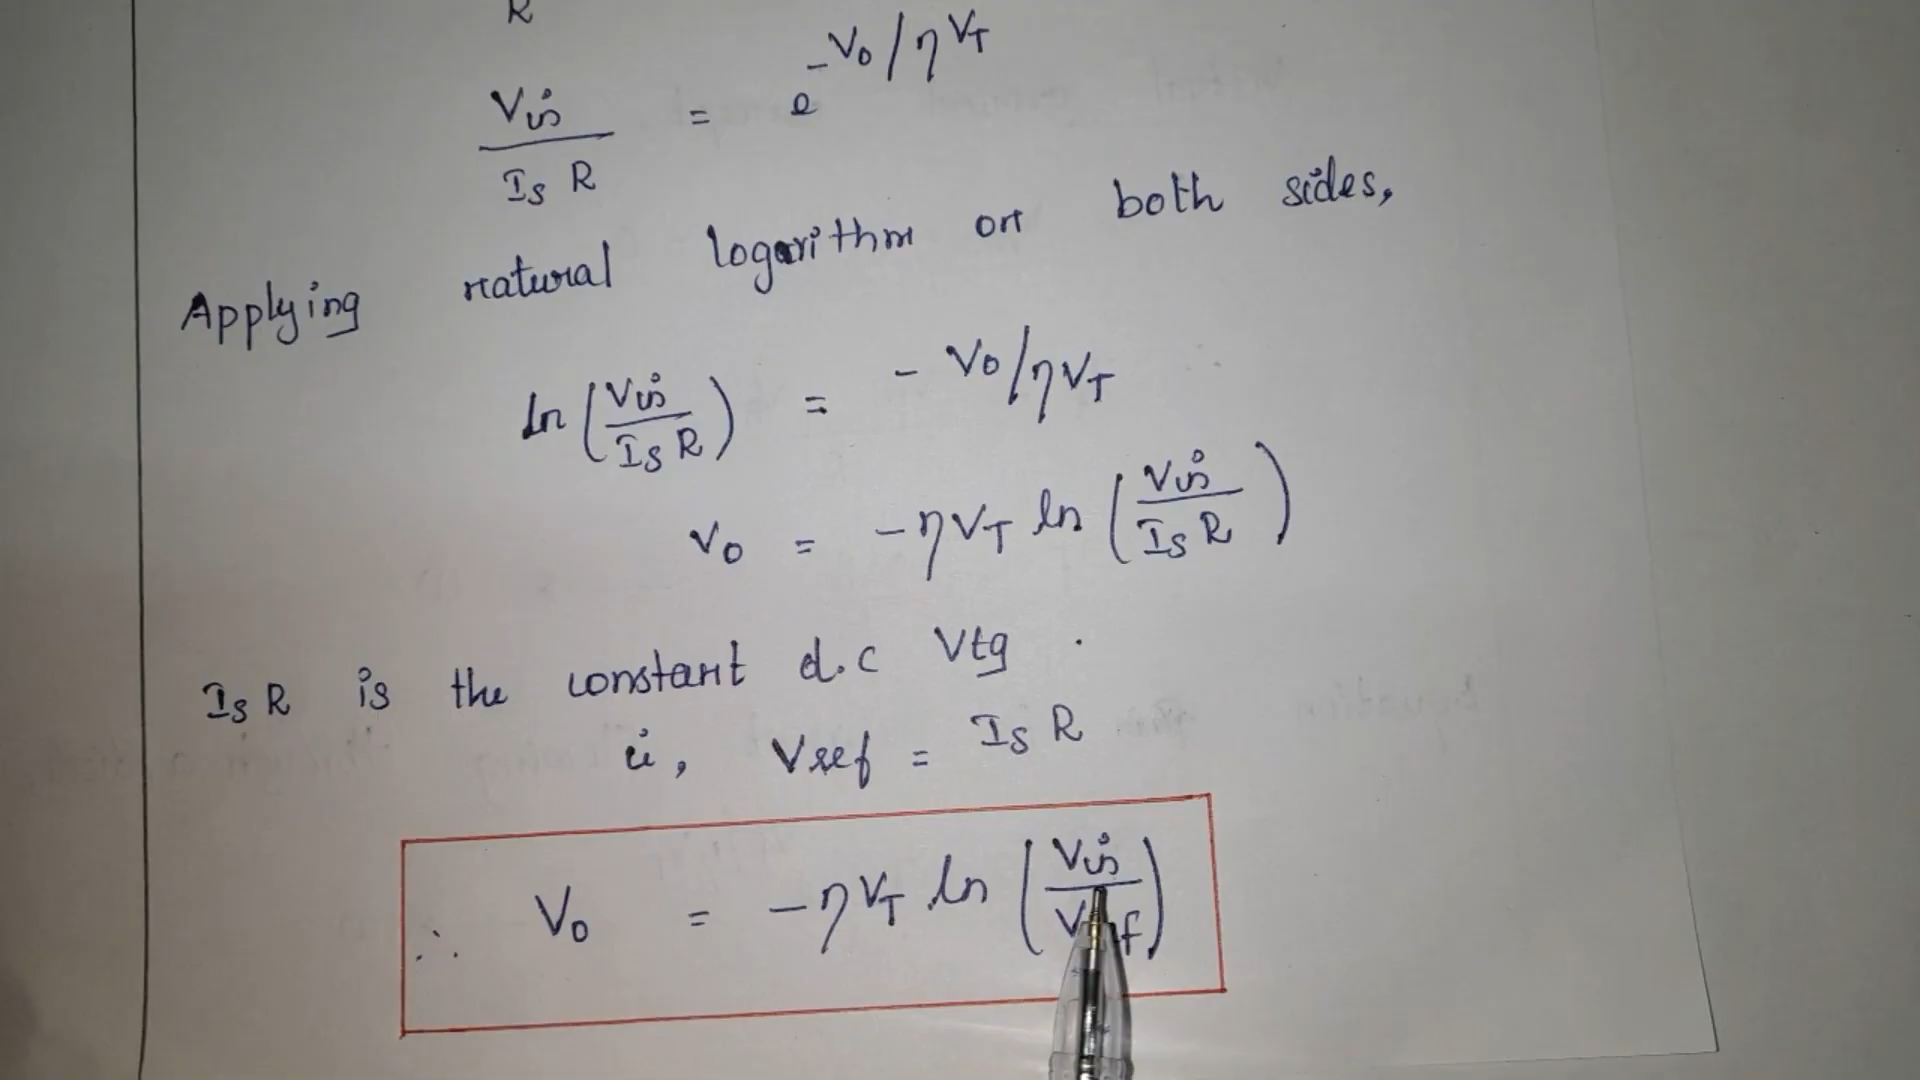 R
Vin / Is R = e^-Vo/ηVT
Applying natural logarithm on both sides,
ln (Vin / Is R) = - Vo/ηVT
Vo = -ηVT ln (Vin / Is R)
Is R is the constant d.c Vtg.
ie, Vref = Is R
∴ Vo = -ηVT ln (Vin / Vref)